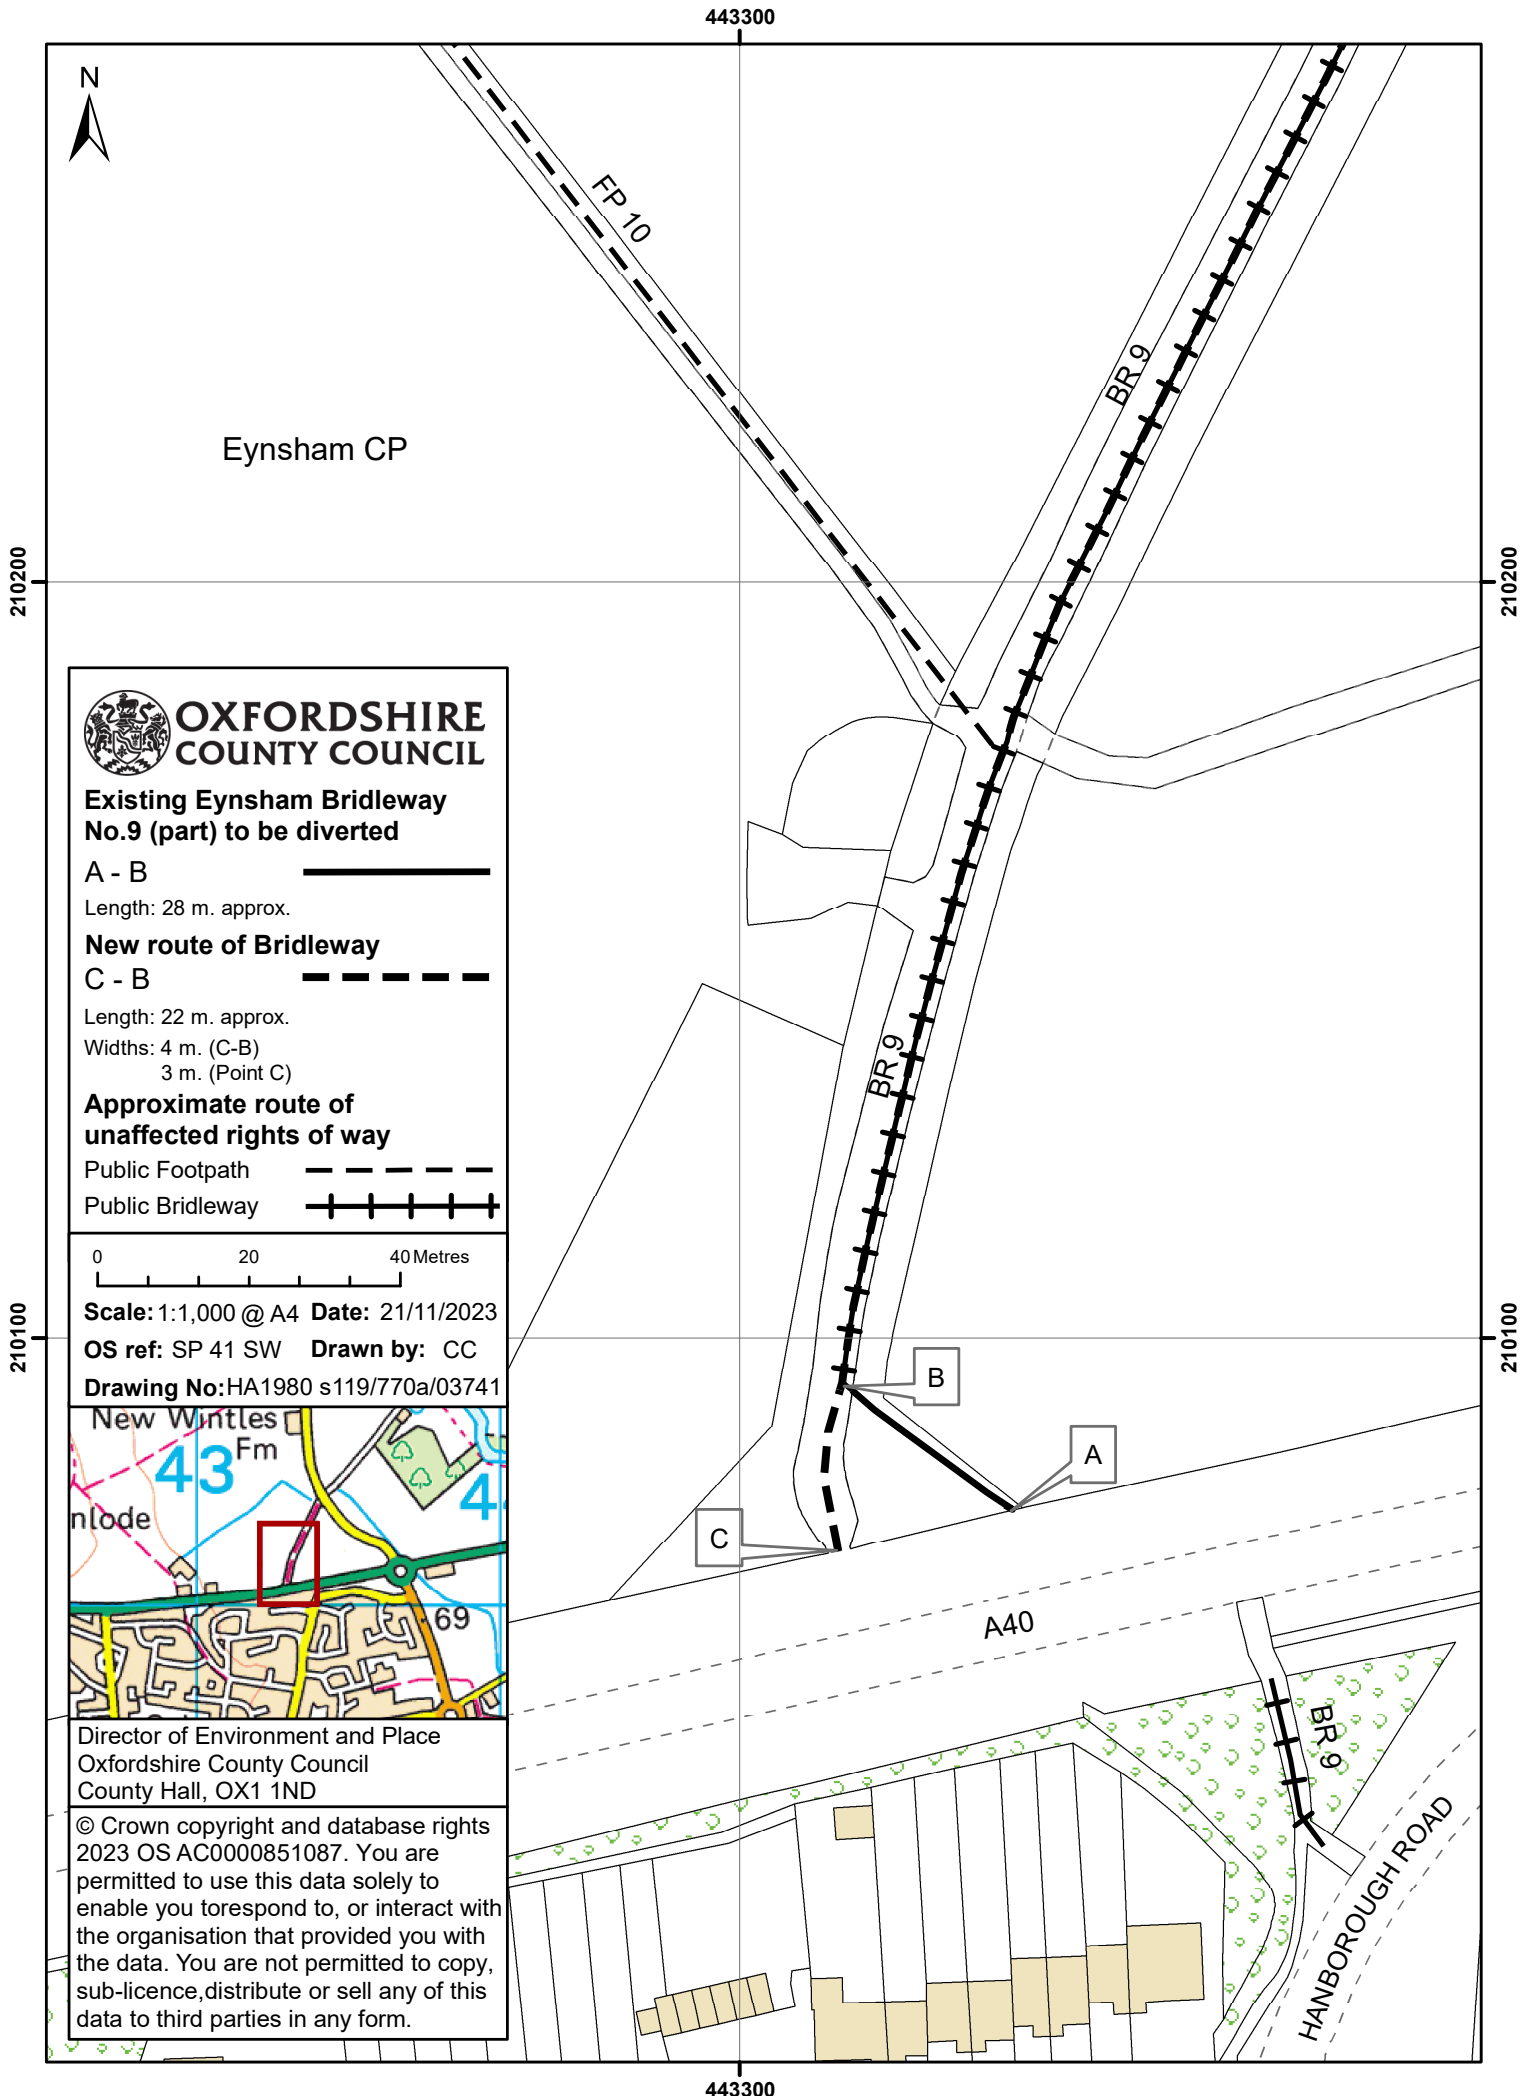 443300
N
FP 10
BR 9
Eynsham CP
210200
210200
OXFORDSHIRE
COUNTY COUNCIL
Existing Eynsham Bridleway
No.9 (part) to be diverted
A - B
Length: 28 m. approx.
New route of Bridleway
C - B
Length: 22 m. approx.
Widths: 4 m. (C-B)
3 m. (Point C)
Approximate route of
unaffected rights of way
Public Footpath
Public Bridleway
BR 9
0 20 40 Metres
Scale: 1:1,000 @ A4 Date: 21/11/2023
OS ref: SP 41 SW Drawn by: CC
Drawing No: HA1980 s119/770a/03741
210100
210100
B
A
C
New Wintles
Fm
43
4
nlode
69
A40
BR 9
HANBOROUGH ROAD
Director of Environment and Place
Oxfordshire County Council
County Hall, OX1 1ND
© Crown copyright and database rights
2023 OS AC0000851087. You are
permitted to use this data solely to
enable you torespond to, or interact with
the organisation that provided you with
the data. You are not permitted to copy,
sub-licence,distribute or sell any of this
data to third parties in any form.
443300